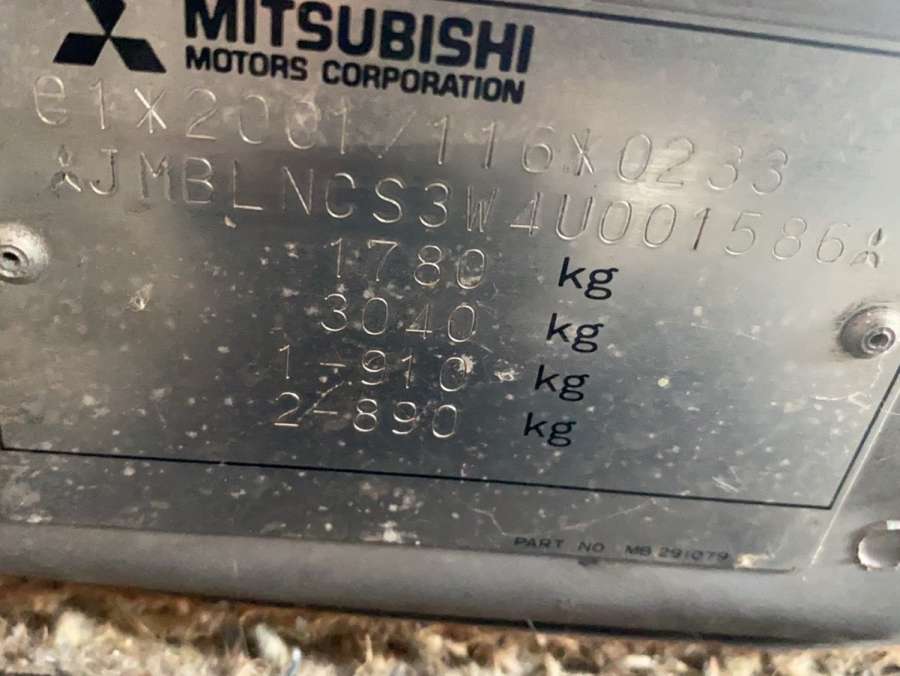 MITSUBISHI
MOTORS CORPORATION
e1*2001/116*0233
JMBLNCS3W4U001586
1780 kg
3040 kg
1-910 kg
2-890 kg
PART NO MB 291079